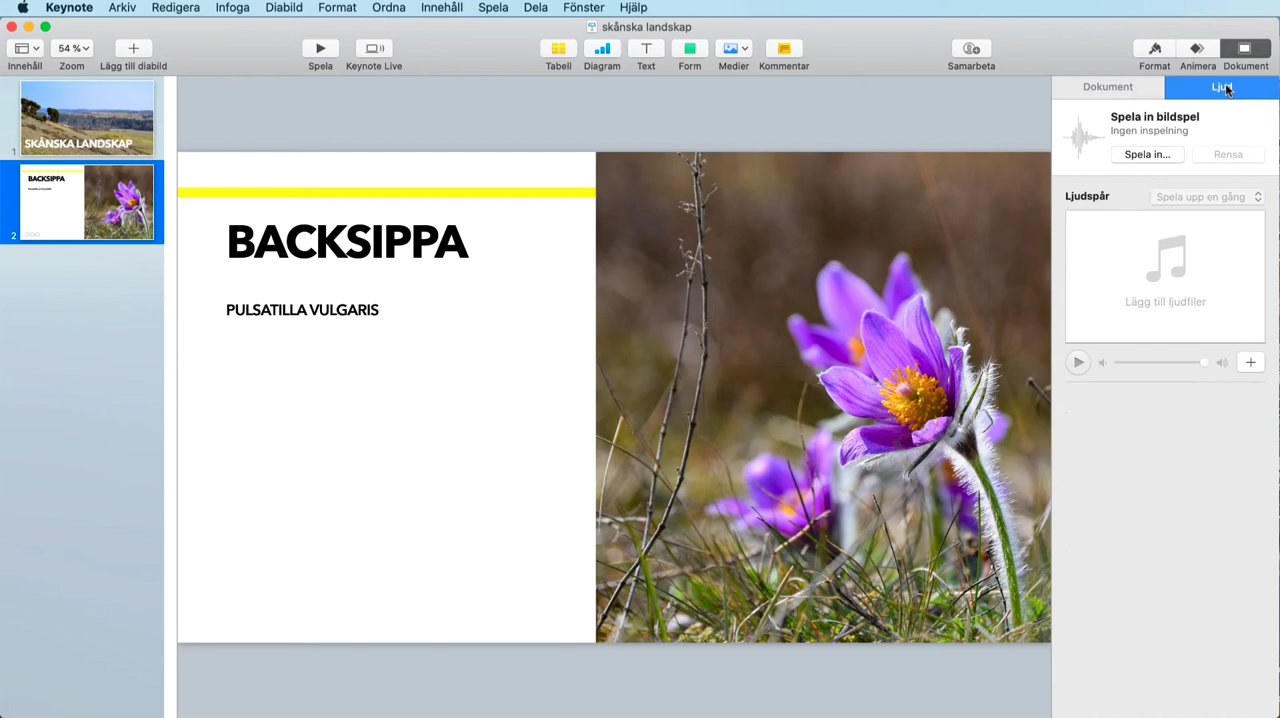 Keynote Arkiv Redigera Infoga Diabild Format Ordna Innehåll Spela Dela Fönster Hjälp
skånska landskap
54 %
Innehåll Zoom Lägg till diabild Spela Keynote Live Tabell Diagram Text Form Medier Kommentar Samarbeta Format Animera Dokument
Dokument Ljud
SKÅNSKA LANDSKAP
1
BACKSIPPA
2
BACKSIPPA
PULSATILLA VULGARIS
Spela in bildspel
Ingen inspelning
Spela in... Rensa
Ljudspår Spela upp en gång
Lägg till ljudfiler